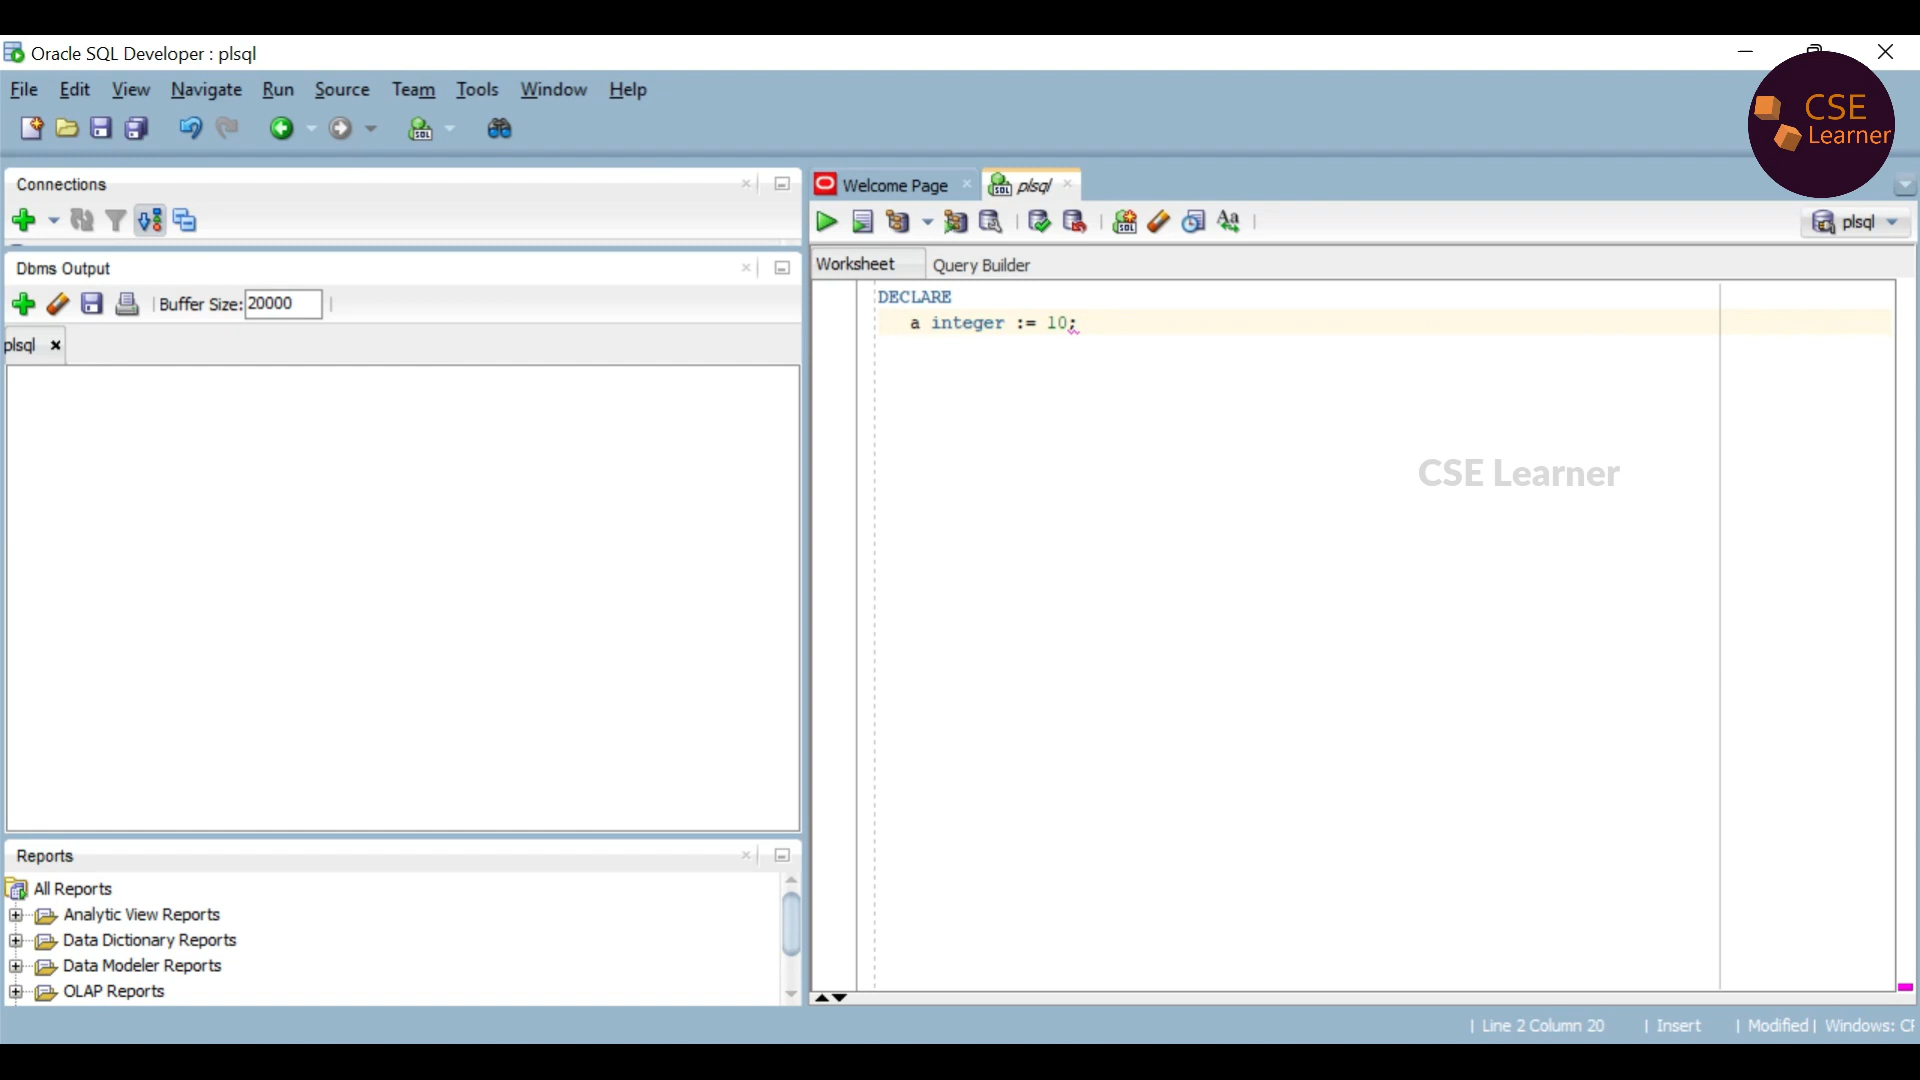 Oracle SQL Developer : plsql
File Edit View Navigate Run Source Team Tools Window Help
CSE
Learner
Connections
Welcome Page
plsql
plsql
Dbms Output
Worksheet
Query Builder
Buffer Size: 20000
DECLARE
a integer := 10;
plsql
CSE Learner
Reports
All Reports
Analytic View Reports
Data Dictionary Reports
Data Modeler Reports
OLAP Reports
| Line 2 Column 20 | Insert | Modified | Windows: